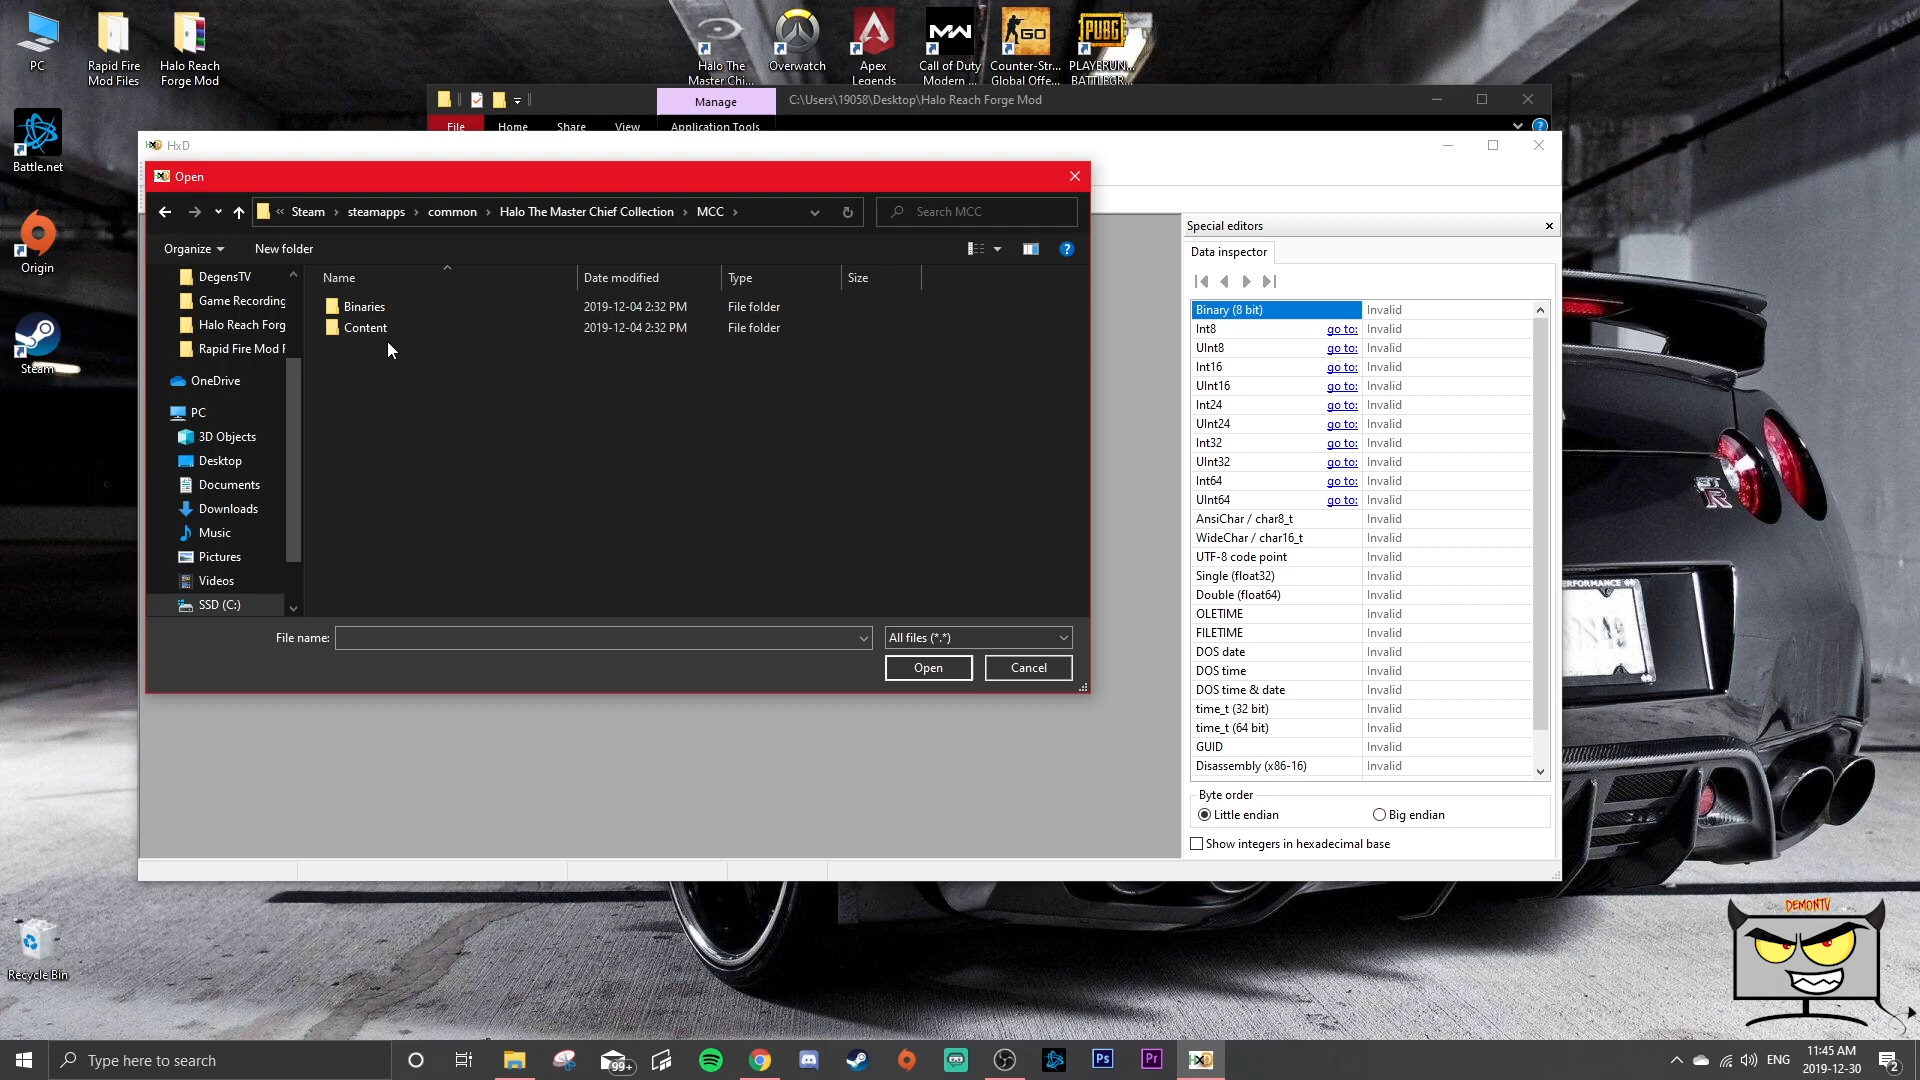 PC
Rapid Fire
Mod Files
Halo Reach
Forge Mod
Halo The
Master Chi...
Overwatch
Apex
Legends
Call of Duty
Modern ...
Counter-Str...
Global Offe...
PLAYERUN...
BATTLEGR...
MW
GO
PUBG
Manage
C:\Users\19058\Desktop\Halo Reach Forge Mod
File
Home
Share
View
Application Tools
Battle.net
Origin
Steam
Recycle Bin
HxD
Open
« Steam › steamapps › common › Halo The Master Chief Collection › MCC ›
Search MCC
Organize
New folder
DegensTV
Game Recording
Halo Reach Forg
Rapid Fire Mod F
OneDrive
PC
3D Objects
Desktop
Documents
Downloads
Music
Pictures
Videos
SSD (C:)
Name
Date modified
Type
Size
Binaries
2019-12-04 2:32 PM
File folder
Content
2019-12-04 2:32 PM
File folder
File name:
All files (*.*)
Open
Cancel
Special editors
Data inspector
Binary (8 bit) Invalid
Int8 go to: Invalid
UInt8 go to: Invalid
Int16 go to: Invalid
UInt16 go to: Invalid
Int24 go to: Invalid
UInt24 go to: Invalid
Int32 go to: Invalid
UInt32 go to: Invalid
Int64 go to: Invalid
UInt64 go to: Invalid
AnsiChar / char8_t Invalid
WideChar / char16_t Invalid
UTF-8 code point Invalid
Single (float32) Invalid
Double (float64) Invalid
OLETIME Invalid
FILETIME Invalid
DOS date Invalid
DOS time Invalid
DOS time & date Invalid
time_t (32 bit) Invalid
time_t (64 bit) Invalid
GUID Invalid
Disassembly (x86-16) Invalid
Byte order
Little endian
Big endian
Show integers in hexadecimal base
GT
R
DEMONTV
Type here to search
99+
Ps
Pr
ENG
11:45 AM
2019-12-30
2